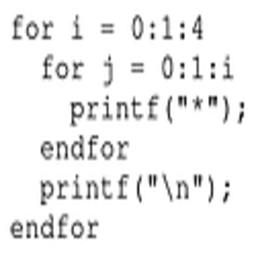 for i = 0:1:4
  for j = 0:1:i
    printf("*");
  endfor
  printf("\n");
endfor